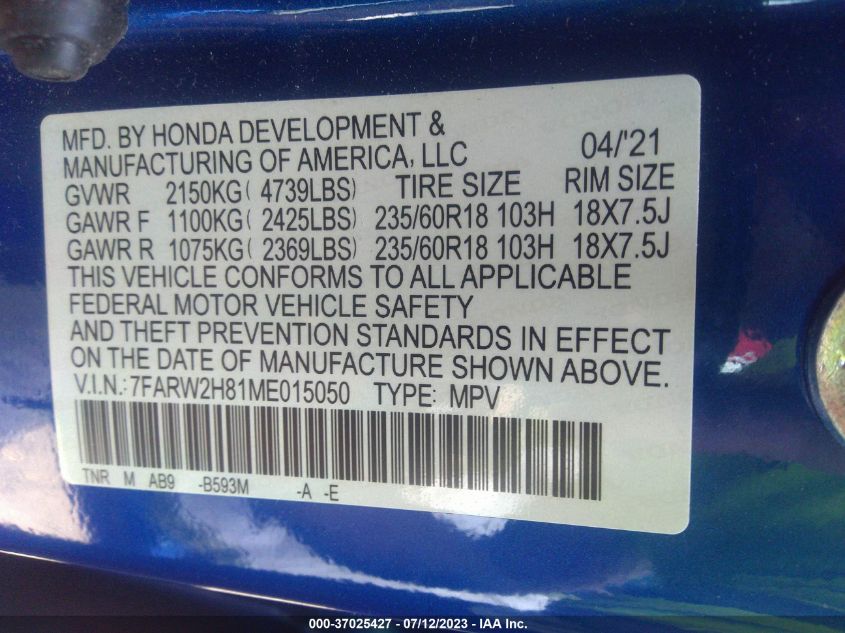 MFD. BY HONDA DEVELOPMENT &
MANUFACTURING OF AMERICA, LLC 04/'21
GVWR 2150KG( 4739LBS) TIRE SIZE RIM SIZE
GAWR F 1100KG( 2425LBS) 235/60R18 103H 18X7.5J
GAWR R 1075KG( 2369LBS) 235/60R18 103H 18X7.5J
THIS VEHICLE CONFORMS TO ALL APPLICABLE
FEDERAL MOTOR VEHICLE SAFETY
AND THEFT PREVENTION STANDARDS IN EFFECT
ON THE DATE OF MANUFACTURE SHOWN ABOVE.
V.I.N.: 7FARW2H81ME015050 TYPE: MPV
TNR M AB9 -B593M -A -E
000-37025427 - 07/12/2023 - IAA Inc.